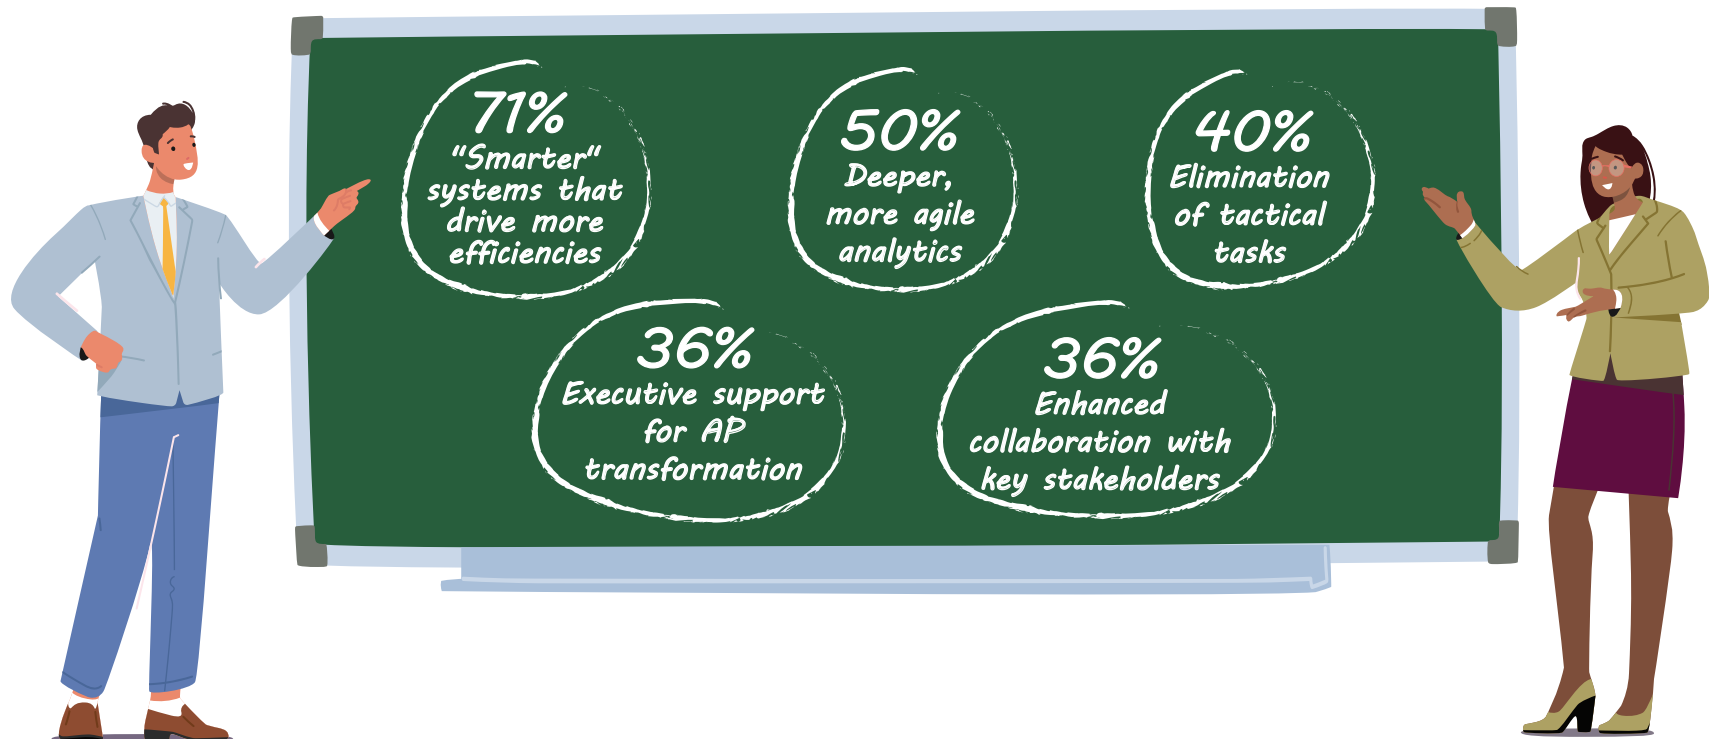 71%
"Smarter"
systems that
drive more
efficiencies
50%
Deeper,
more agile
analytics
40%
Elimination
of tactical
tasks
36%
Executive support
for AP
transformation
36%
Enhanced
collaboration with
key stakeholders